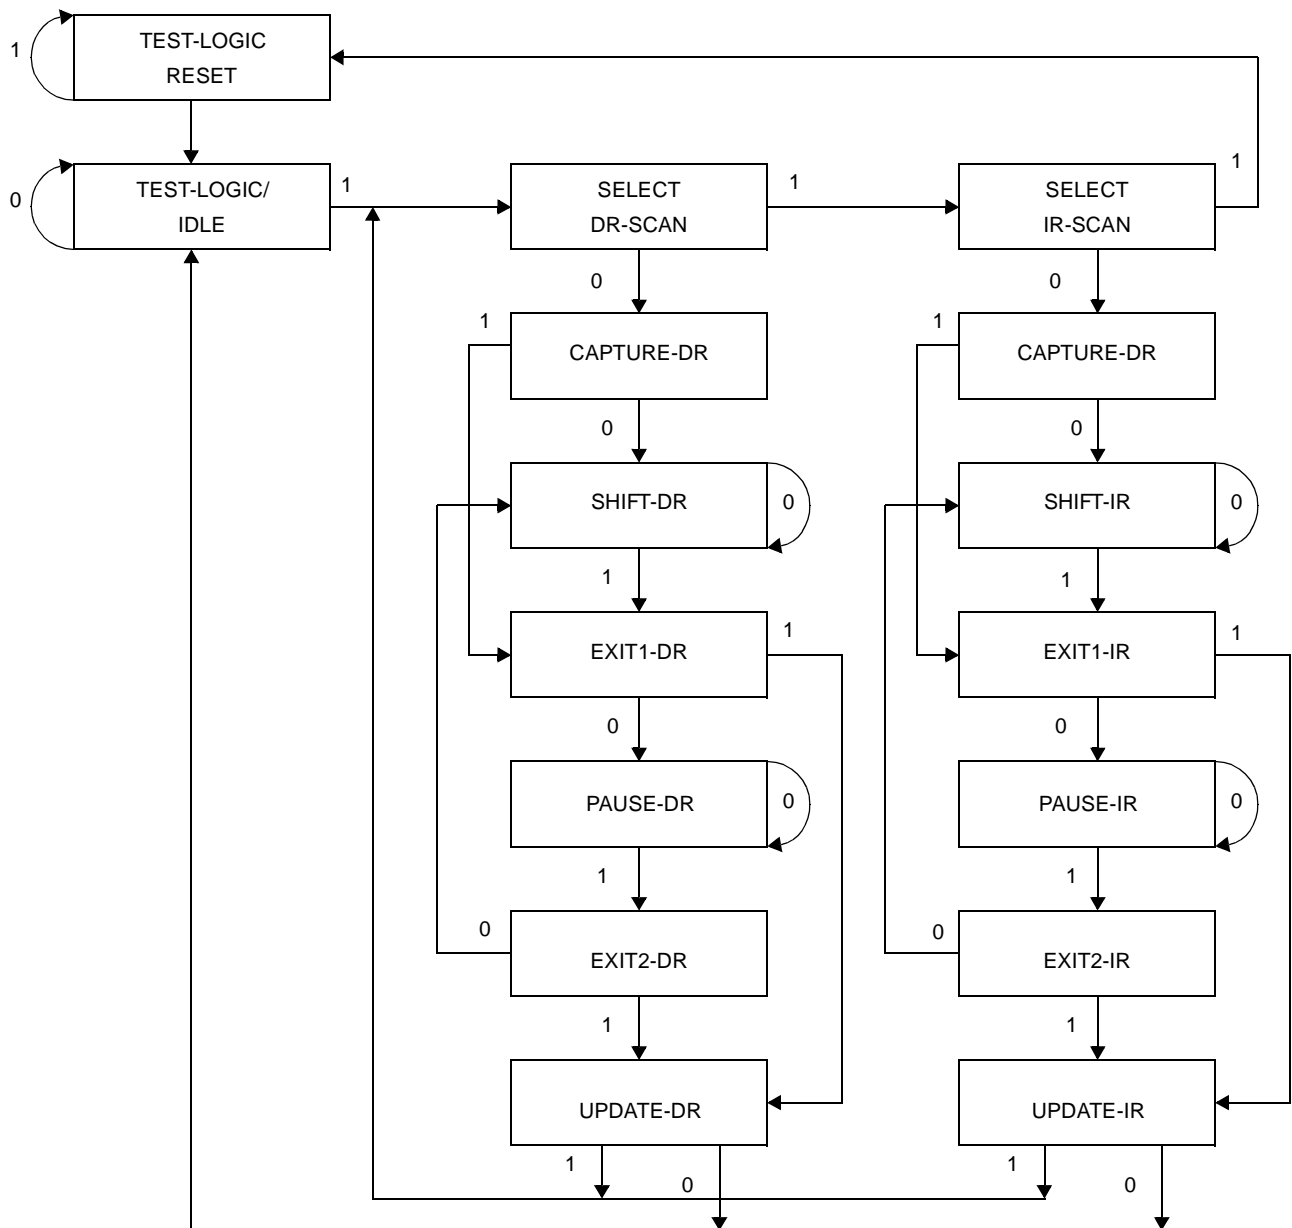 1
TEST-LOGIC
RESET
0
TEST-LOGIC/
IDLE
1
SELECT
DR-SCAN
1
SELECT
IR-SCAN
1
0
0
1
CAPTURE-DR
1
CAPTURE-DR
0
0
SHIFT-DR
0
SHIFT-IR
0
1
1
EXIT1-DR
1
EXIT1-IR
1
0
0
PAUSE-DR
0
PAUSE-IR
0
1
1
0
EXIT2-DR
0
EXIT2-IR
1
1
UPDATE-DR
UPDATE-IR
1
0
1
0